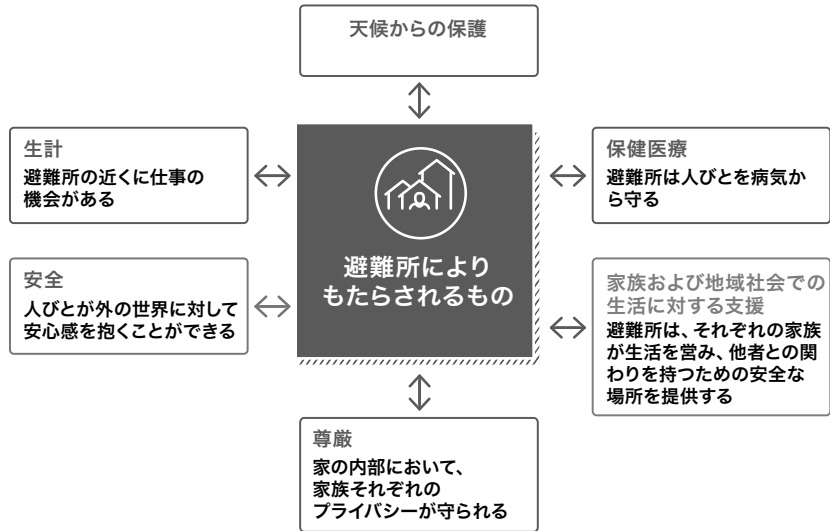 天候からの保護
生計
避難所の近くに仕事の
機会がある
保健医療
避難所は人びとを病気か
ら守る
避難所により
もたらされるもの
安全
人びとが外の世界に対して
安心感を抱くことができる
家族および地域社会での
生活に対する支援
避難所は、それぞれの家族
が生活を営み、他者との関
わりを持つための安全な
場所を提供する
尊厳
家の内部において、
家族それぞれの
プライバシーが守られる